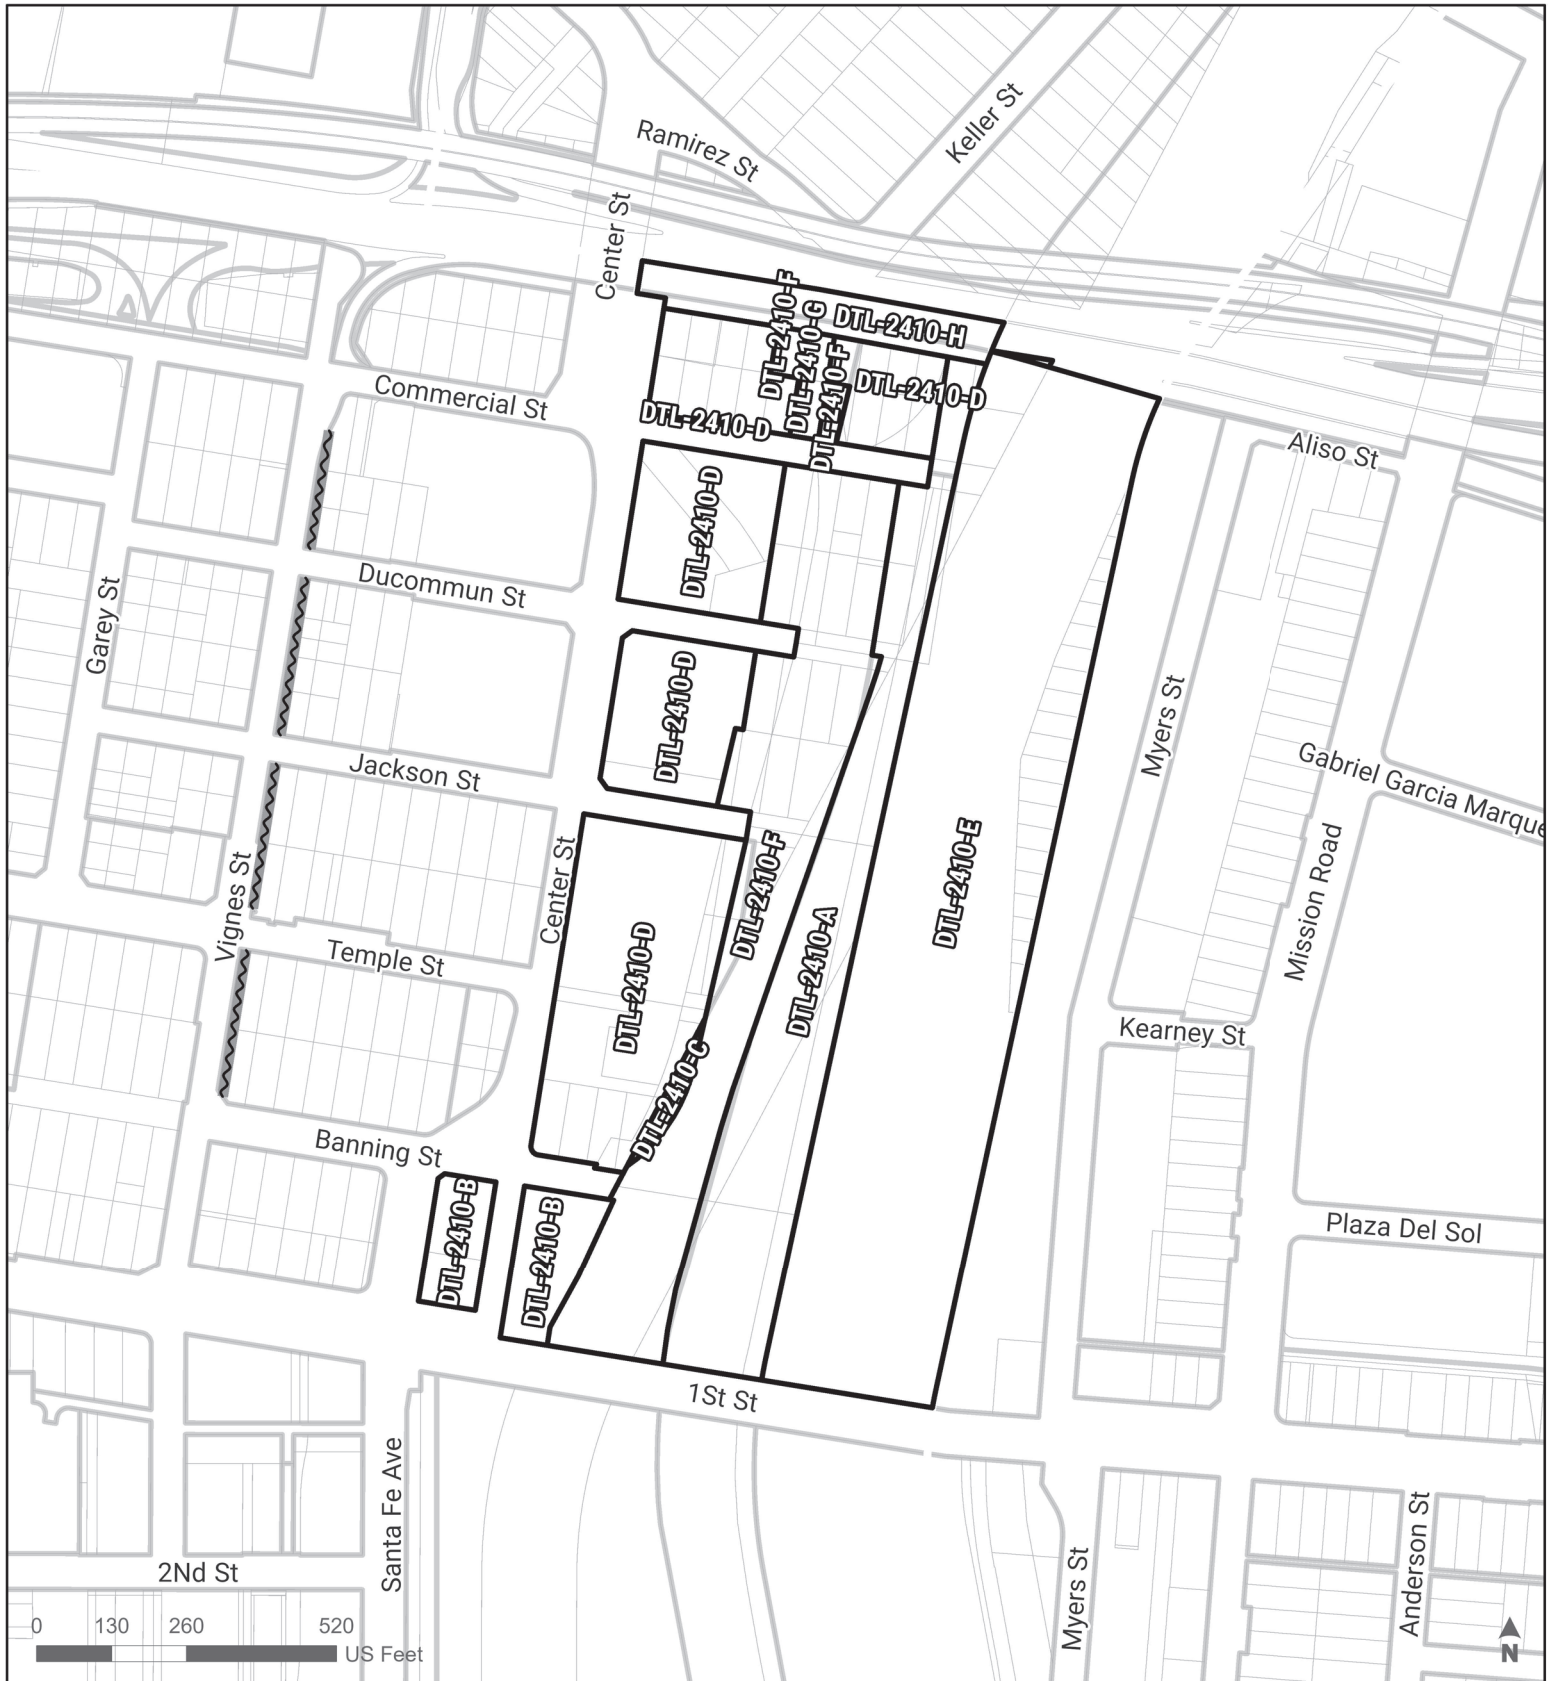 Ramirez St
Keller St
Center St
DTL-2410-H
DTL-2410-F
DTL-2410-G
DTL-2410-F
DTL-2410-D
DTL-2410-D
Commercial St
Aliso St
DTL-2410-D
Ducommun St
Garey St
DTL-2410-D
Myers St
Jackson St
Gabriel Garcia Marque
Vignes St
Center St
DTL-2410-F
DTL-2410-E
Mission Road
DTL-2410-A
DTL-2410-D
Temple St
Kearney St
DTL-2410-C
Banning St
DTL-2410-B
DTL-2410-B
Plaza Del Sol
1St St
Santa Fe Ave
2Nd St
Myers St
Anderson St
0 130 260 520
US Feet
N